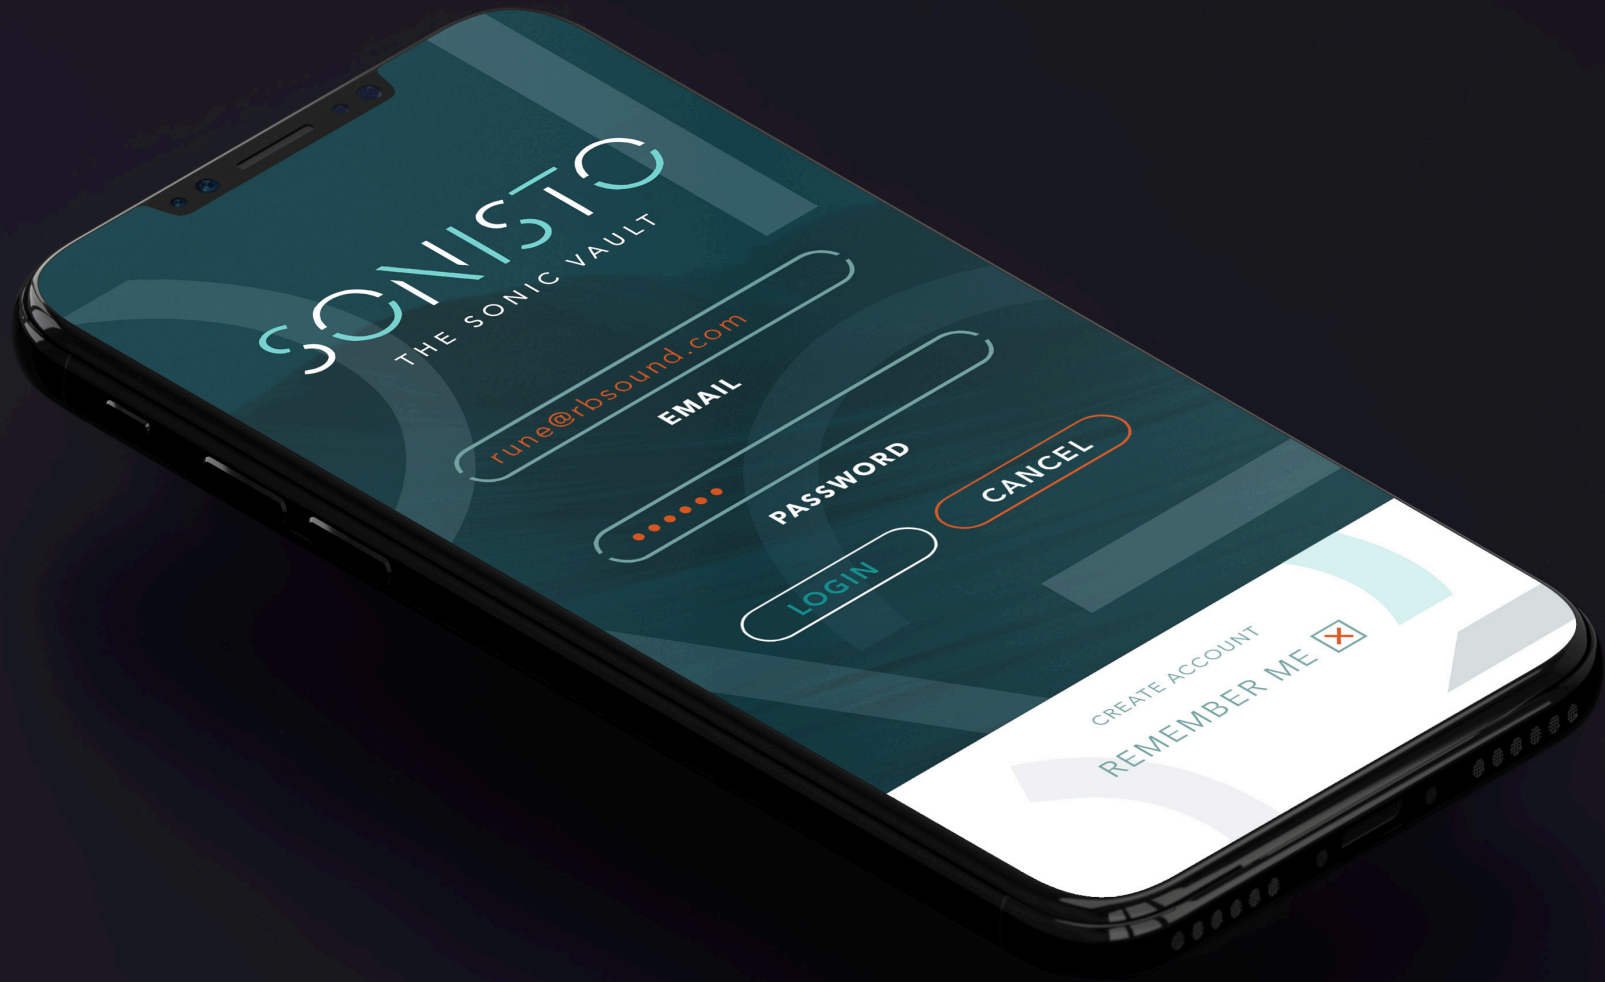 SONISTO
THE SONIC VAULT
rune@rbsound.com
EMAIL
••••••
PASSWORD
LOGIN
CANCEL
CREATE ACCOUNT
REMEMBER ME